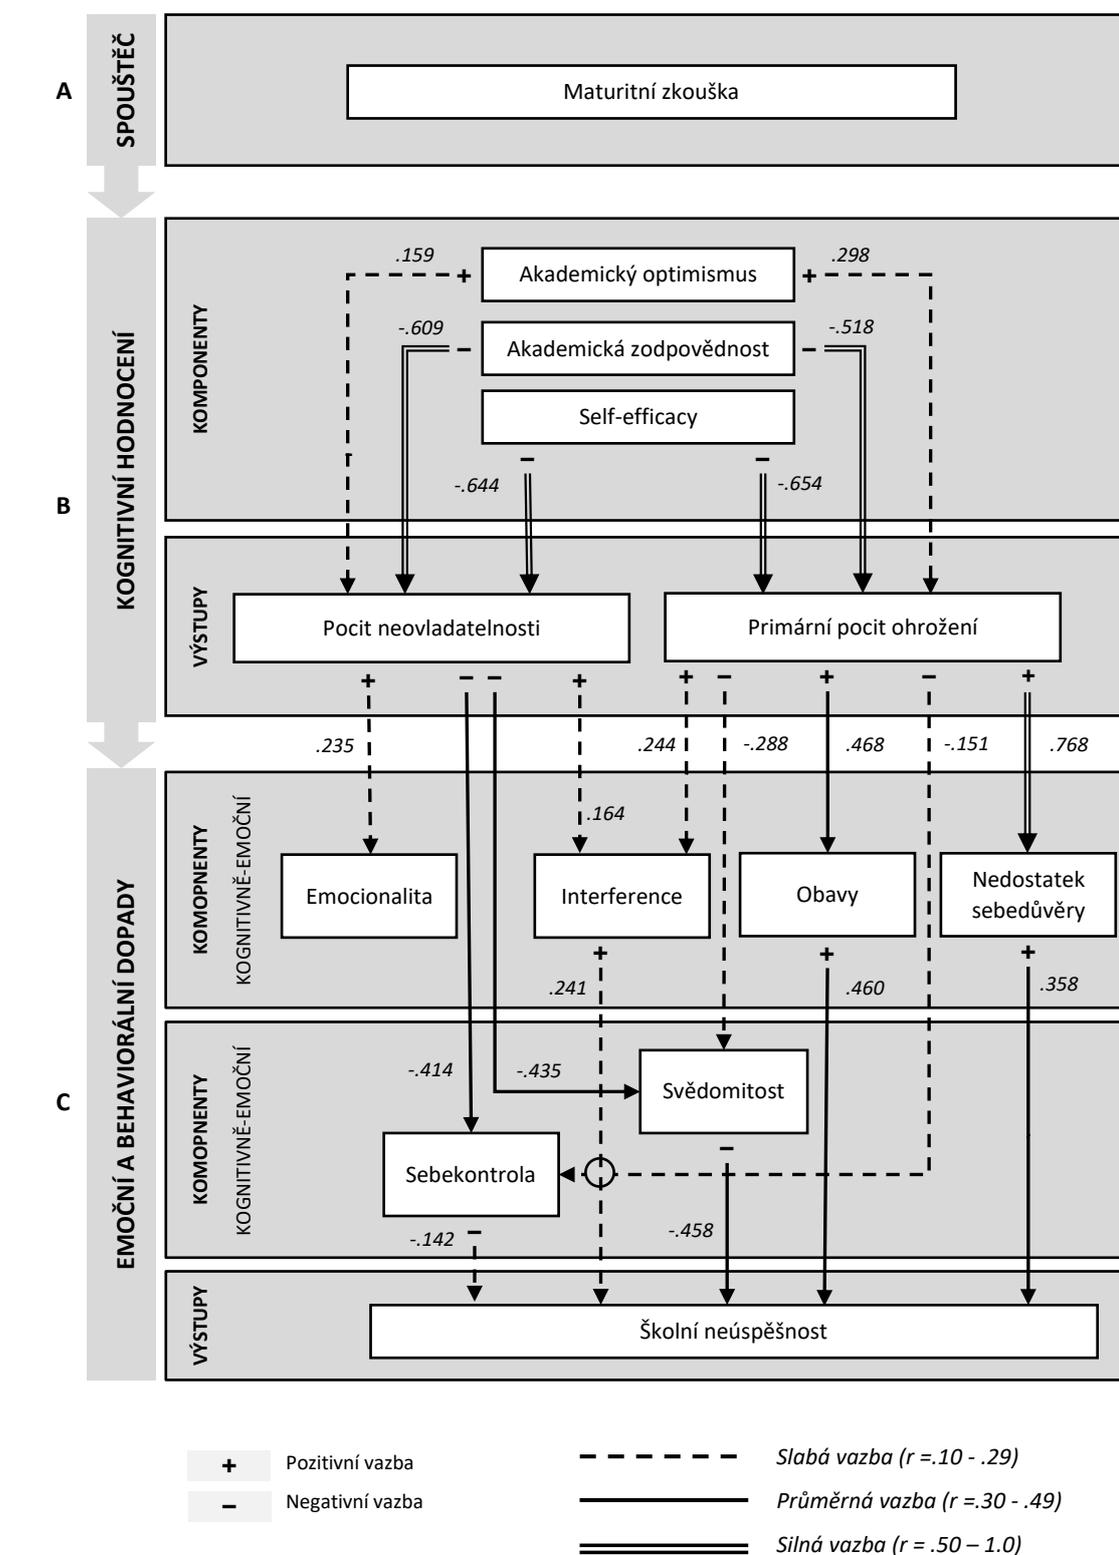 A
SPOUŠTĚČ
Maturitní zkouška
B
KOGNITIVNÍ HODNOCENÍ
KOMPONENTY
.159
+
Akademický optimismus
+
.298
-.609
–
Akademická zodpovědnost
–
-.518
Self-efficacy
–
–
-.644
-.654
VÝSTUPY
Pocit neovladatelnosti
Primární pocit ohrožení
+
–
–
+
+
–
+
–
+
.235
.244
-.288
.468
-.151
.768
C
EMOČNÍ A BEHAVIORÁLNÍ DOPADY
KOMOPNENTY
KOGNITIVNĚ-EMOČNÍ
.164
Emocionalita
Interference
Obavy
Nedostatek
sebedůvěry
+
+
+
.241
.460
.358
KOMOPNENTY
KOGNITIVNĚ-EMOČNÍ
-.414
-.435
Svědomitost
–
Sebekontrola
–
-.142
-.458
VÝSTUPY
Školní neúspěšnost
+ Pozitivní vazba
– Negativní vazba
Slabá vazba (r =.10 - .29)
Průměrná vazba (r =.30 - .49)
Silná vazba (r = .50 – 1.0)